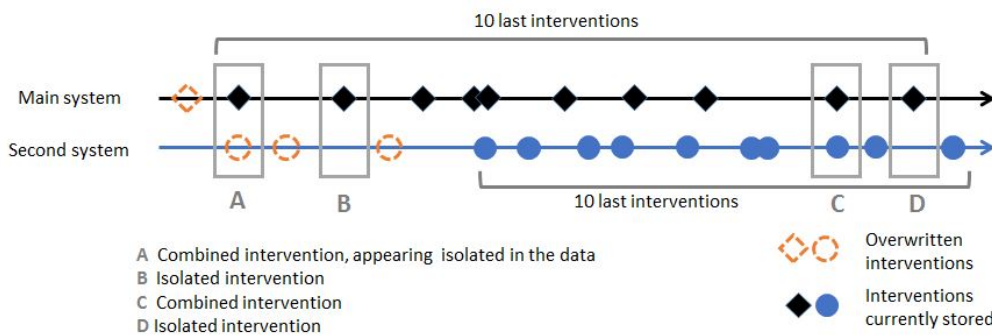 10 last interventions
Main system
Second system
10 last interventions
A B C D
A Combined intervention, appearing isolated in the data
B Isolated intervention
C Combined intervention
D Isolated intervention
Overwritten
interventions
Interventions
currently stored